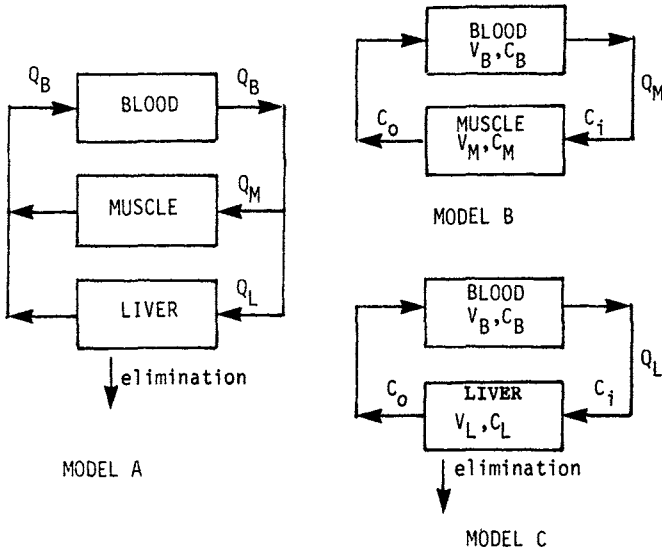 Q_B
Q_B
BLOOD
Q_M
MUSCLE
Q_L
LIVER
elimination
MODEL A
BLOOD
V_B,C_B
Q_M
C_o
MUSCLE
C_i
V_M,C_M
MODEL B
BLOOD
V_B,C_B
Q_L
C_o
LIVER
C_i
V_L,C_L
elimination
MODEL C